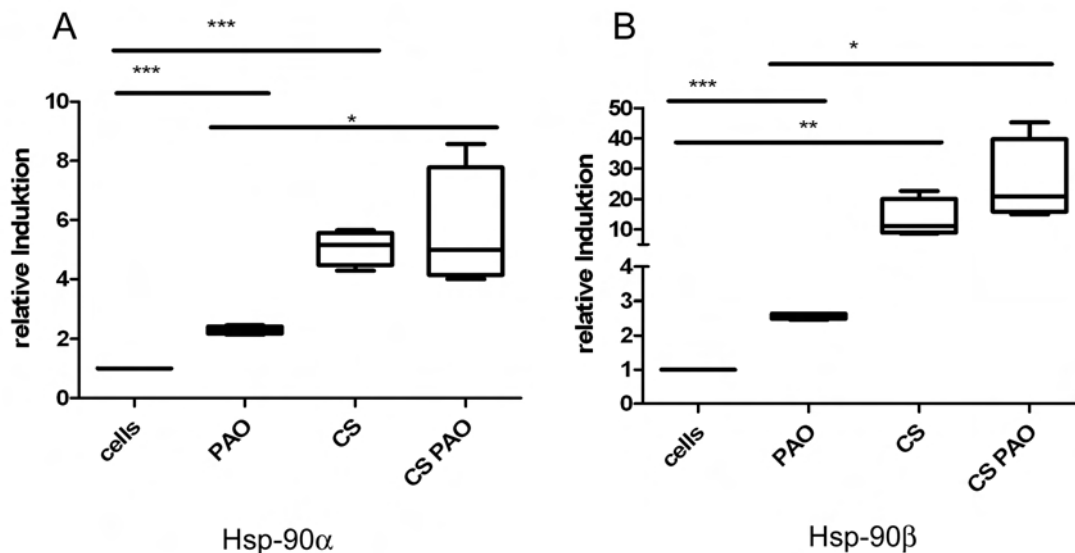 A
***
***
*
relative Induktion
10
8
6
4
2
0
cells
PAO
CS
CS PAO
Hsp-90α
B
*
***
**
relative Induktion
50
40
30
20
10
4
3
2
1
0
cells
PAO
CS
CS PAO
Hsp-90β